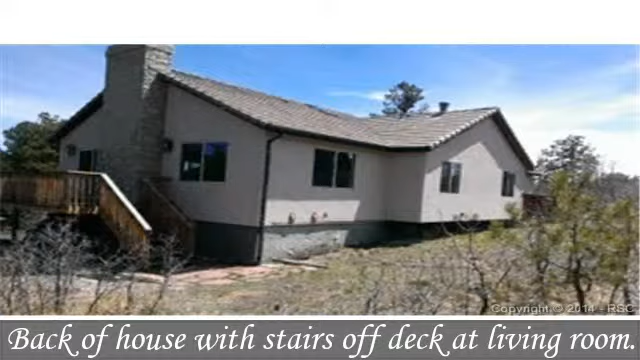 Copyright © 2014 - RSC
Back of house with stairs off deck at living room.